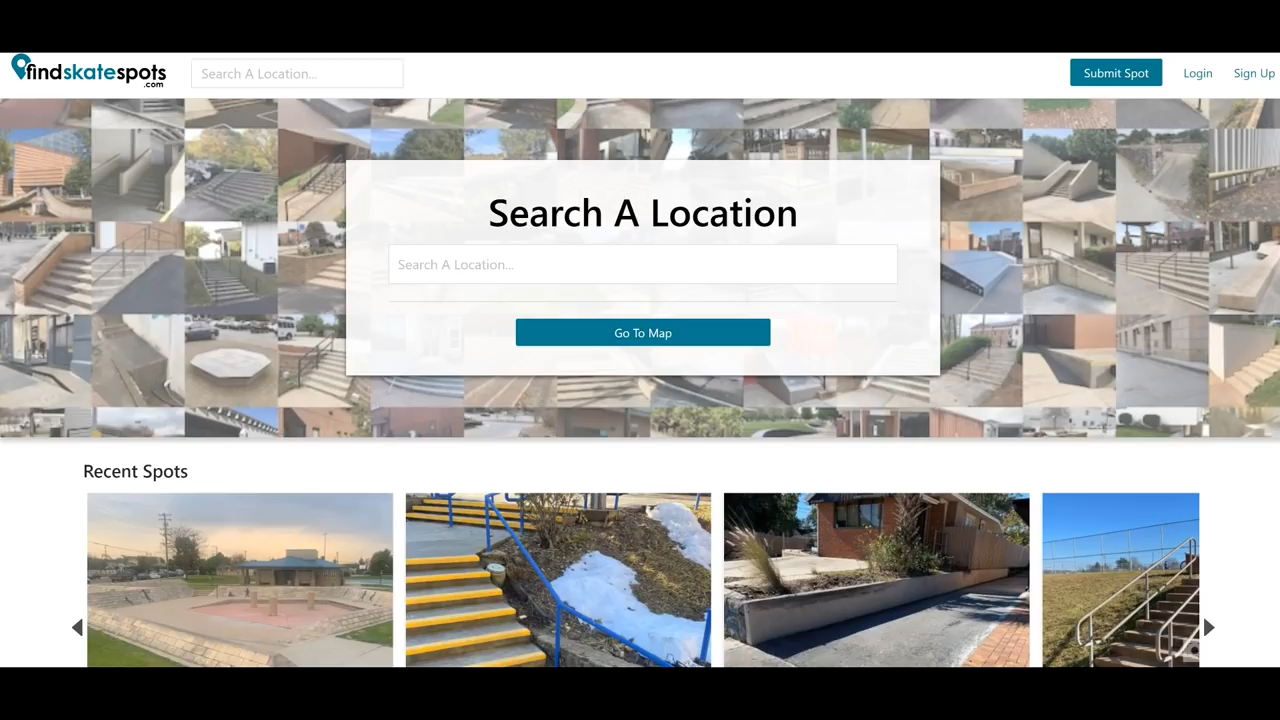 findskatespots
.com
Search A Location...
Submit Spot
Login
Sign Up
Search A Location
Search A Location...
Go To Map
Recent Spots